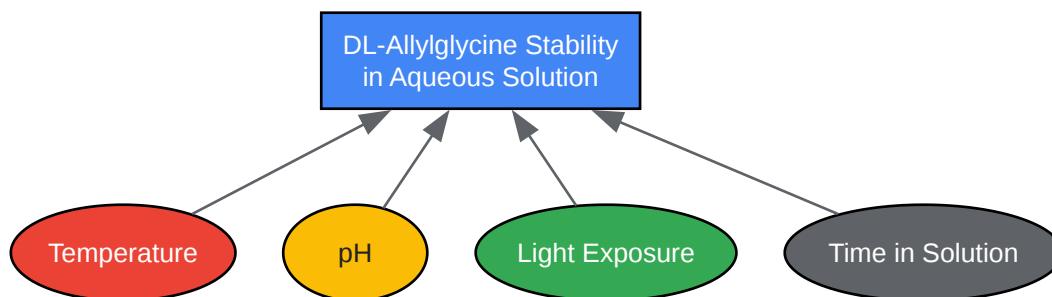 DL-Allylglycine Stability
in Aqueous Solution
Temperature
pH
Light Exposure
Time in Solution